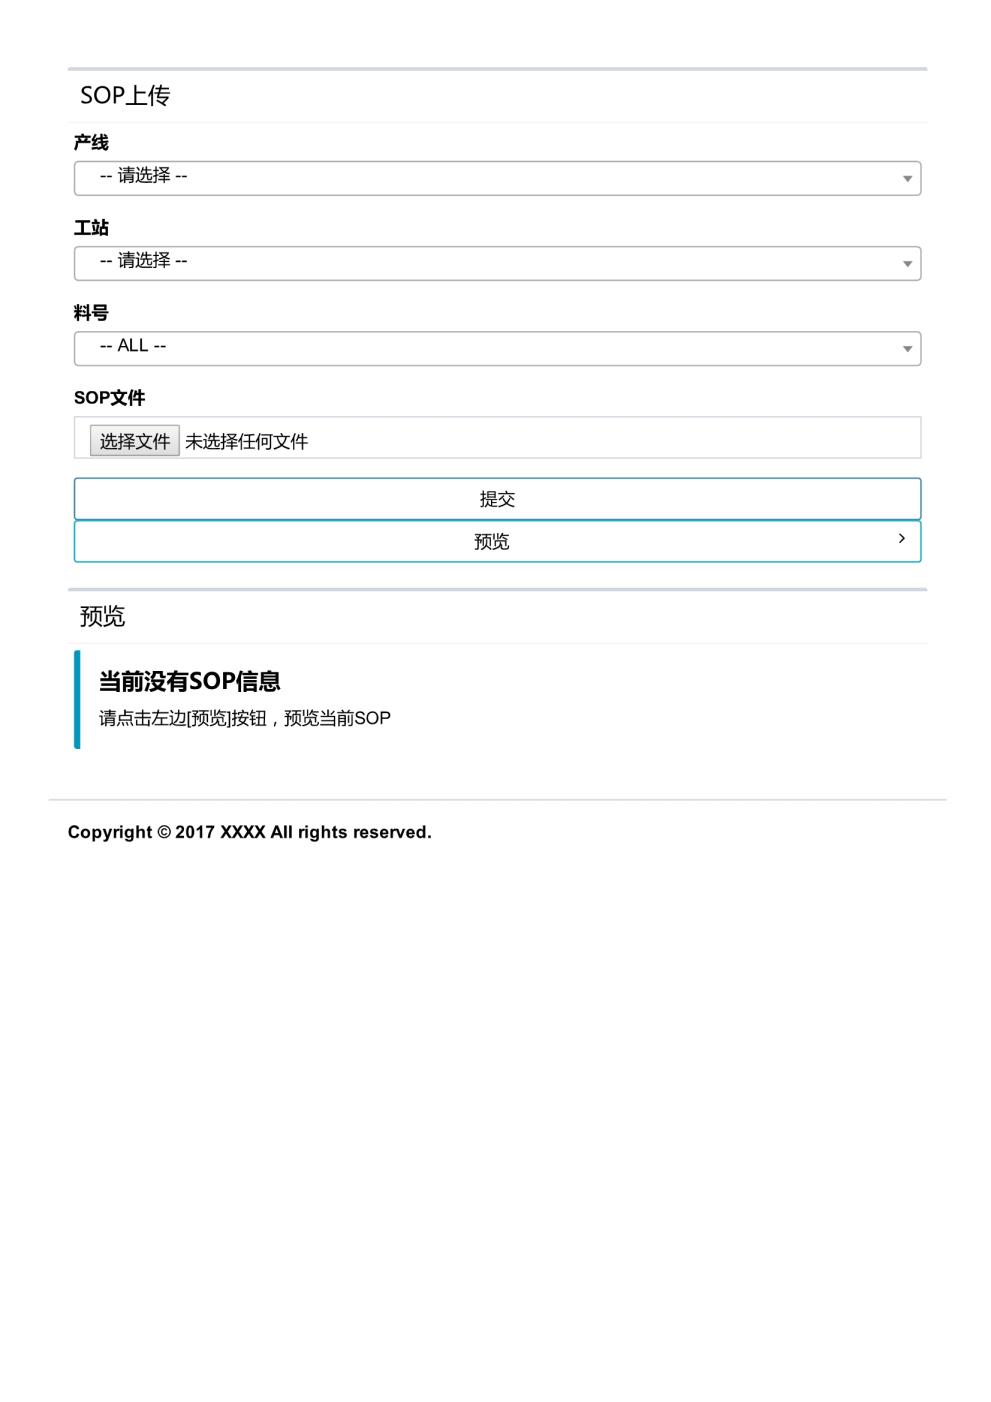 SOP上传
产线
-- 请选择 --
工站
-- 请选择 --
料号
-- ALL --
SOP文件
选择文件 未选择任何文件
提交
预览
预览
当前没有SOP信息
请点击左边[预览]按钮，预览当前SOP
Copyright © 2017 XXXX All rights reserved.